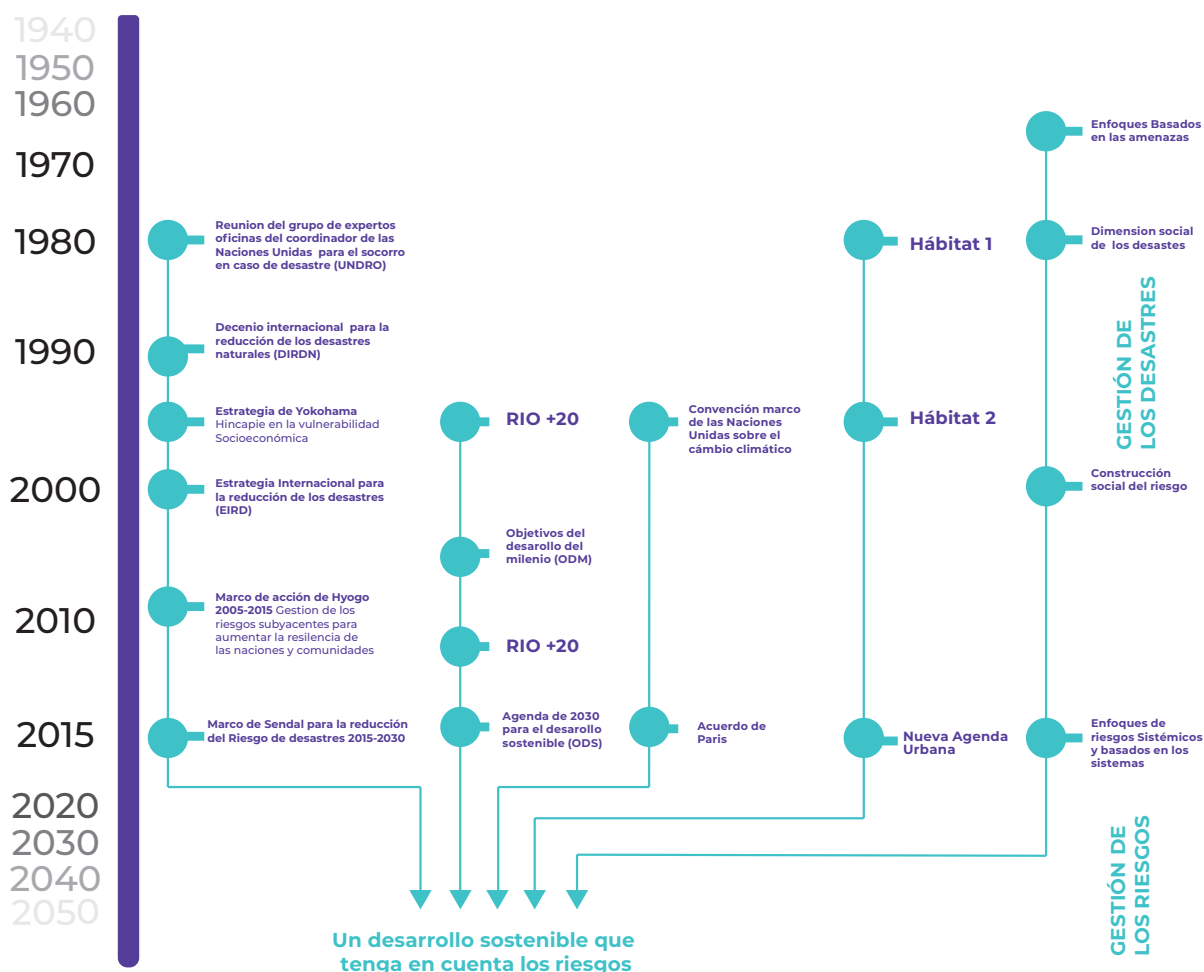 1940
1950
1960
1970
1980
1990
2000
2010
2015
2020
2030
2040
2050
Reunion del grupo de expertos
oficinas del coordinador de las
Naciones Unidas para el socorro
en caso de desastre (UNDRO)
Decenio internacional para la
reducción de los desastres
naturales (DIRDN)
Estrategia de Yokohama
Hincapie en la vulnerabilidad
Socioeconómica
Estrategia Internacional para
la reducción de los desastres
(EIRD)
Marco de acción de Hyogo
2005-2015 Gestion de los
riesgos subyacentes para
aumentar la resilencia de
las naciones y comunidades
Marco de Sendal para la reducción
del Riesgo de desastres 2015-2030
RIO +20
Objetivos del
desarollo del
milenio (ODM)
RIO +20
Agenda de 2030
para el desarollo
sostenible (ODS)
Convención marco
de las Naciones
Unidas sobre el
cámbio climático
Acuerdo de
Paris
Hábitat 1
Hábitat 2
Nueva Agenda
Urbana
Enfoques Basados
en las amenazas
Dimension social
de los desastes
Construcción
social del riesgo
Enfoques de
riesgos Sistémicos
y basados en los
sistemas
GESTIÓN DE
LOS DESASTRES
GESTIÓN DE
LOS RIESGOS
Un desarrollo sostenible que
tenga en cuenta los riesgos